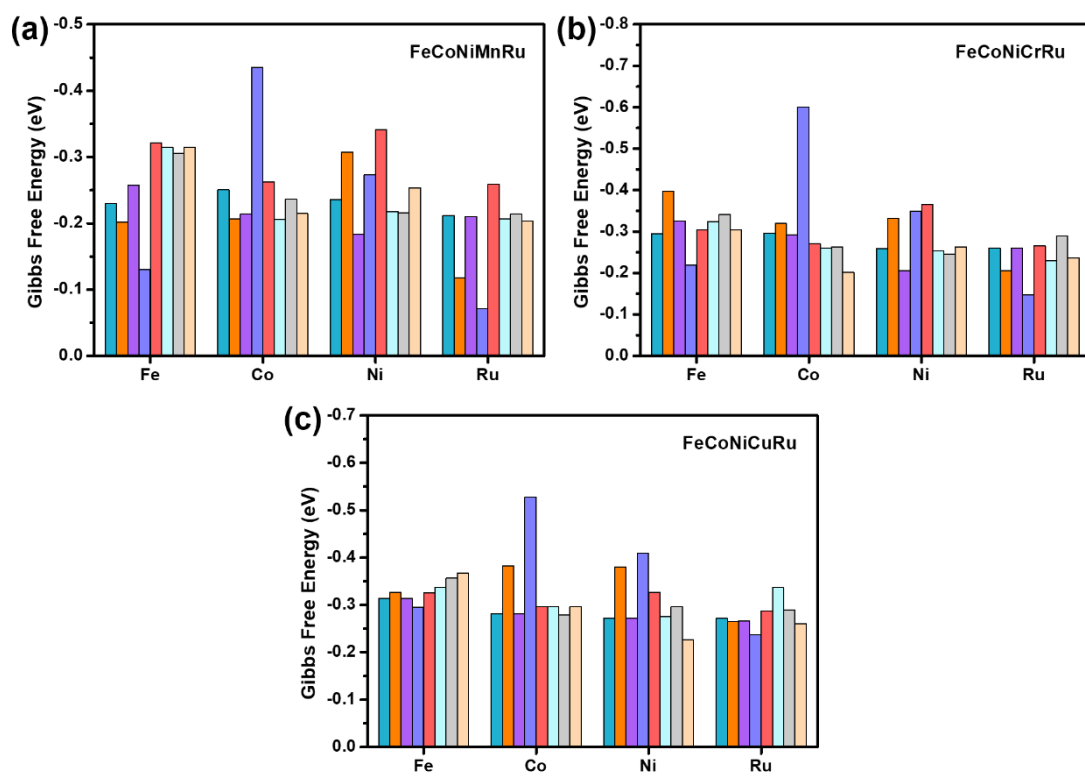 (a)
FeCoNiMnRu
Gibbs Free Energy (eV)
-0.5
-0.4
-0.3
-0.2
-0.1
0.0
Fe Co Ni Ru
(b)
FeCoNiCrRu
Gibbs Free Energy (eV)
-0.8
-0.7
-0.6
-0.5
-0.4
-0.3
-0.2
-0.1
0.0
Fe Co Ni Ru
(c)
FeCoNiCuRu
Gibbs Free Energy (eV)
-0.7
-0.6
-0.5
-0.4
-0.3
-0.2
-0.1
0.0
Fe Co Ni Ru